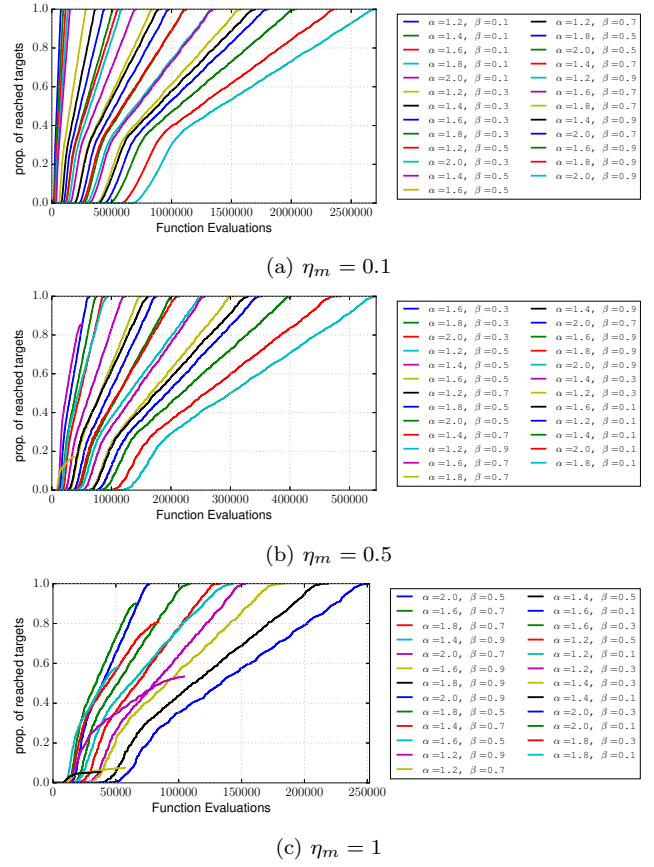 1.0
0.8
0.6
0.4
0.2
0.0
prop. of reached targets
0 500000 1000000 1500000 2000000 2500000
Function Evaluations
α=1.2, β=0.1 α=1.2, β=0.7
α=1.4, β=0.1 α=1.8, β=0.5
α=1.6, β=0.1 α=2.0, β=0.5
α=1.8, β=0.1 α=1.4, β=0.7
α=2.0, β=0.1 α=1.2, β=0.9
α=1.2, β=0.3 α=1.6, β=0.7
α=1.4, β=0.3 α=1.8, β=0.7
α=1.6, β=0.3 α=1.4, β=0.9
α=1.8, β=0.3 α=2.0, β=0.7
α=1.2, β=0.5 α=1.6, β=0.9
α=2.0, β=0.3 α=1.8, β=0.9
α=1.4, β=0.5 α=2.0, β=0.9
α=1.6, β=0.5
(a) ηm = 0.1
1.0
0.8
0.6
0.4
0.2
0.0
prop. of reached targets
0 100000 200000 300000 400000 500000
Function Evaluations
α=1.6, β=0.3 α=1.4, β=0.9
α=1.8, β=0.3 α=2.0, β=0.7
α=2.0, β=0.3 α=1.6, β=0.9
α=1.2, β=0.5 α=1.8, β=0.9
α=1.4, β=0.5 α=2.0, β=0.9
α=1.6, β=0.5 α=1.4, β=0.3
α=1.2, β=0.7 α=1.2, β=0.3
α=1.8, β=0.5 α=1.6, β=0.1
α=2.0, β=0.5 α=1.2, β=0.1
α=1.4, β=0.7 α=1.4, β=0.1
α=1.2, β=0.9 α=2.0, β=0.1
α=1.6, β=0.7 α=1.8, β=0.1
α=1.8, β=0.7
(b) ηm = 0.5
1.0
0.8
0.6
0.4
0.2
0.0
prop. of reached targets
0 50000 100000 150000 200000 250000
Function Evaluations
α=2.0, β=0.5 α=1.4, β=0.5
α=1.6, β=0.7 α=1.6, β=0.1
α=1.8, β=0.7 α=1.6, β=0.3
α=1.4, β=0.9 α=1.2, β=0.5
α=2.0, β=0.7 α=1.2, β=0.1
α=1.6, β=0.9 α=1.2, β=0.3
α=1.8, β=0.9 α=1.4, β=0.3
α=2.0, β=0.9 α=1.4, β=0.1
α=1.8, β=0.5 α=2.0, β=0.3
α=1.4, β=0.7 α=2.0, β=0.1
α=1.6, β=0.5 α=1.8, β=0.3
α=1.2, β=0.9 α=1.8, β=0.1
α=1.2, β=0.7
(c) ηm = 1